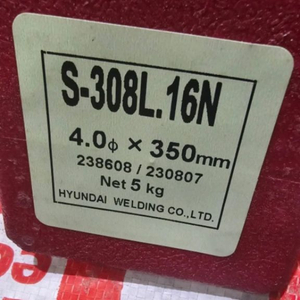 S-308L.16N
4.0ϕ × 350mm
238608 / 230807
Net 5 kg
HYUNDAI WELDING CO.,LTD.